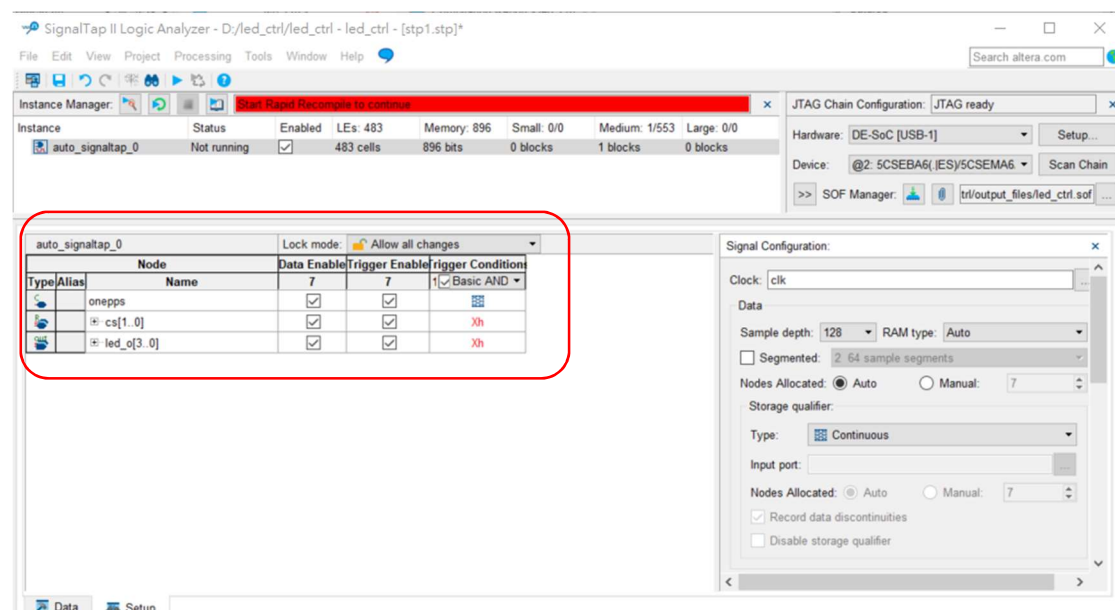 SignalTap II Logic Analyzer - D:/led_ctrl/led_ctrl - led_ctrl - [stp1.stp]*
File Edit View Project Processing Tools Window Help
Search altera.com
Instance Manager: Start Rapid Recompile to continue
JTAG Chain Configuration: JTAG ready
Instance Status Enabled LEs: 483 Memory: 896 Small: 0/0 Medium: 1/553 Large: 0/0
auto_signaltap_0 Not running 483 cells 896 bits 0 blocks 1 blocks 0 blocks
Hardware: DE-SoC [USB-1] Setup...
Device: @2: 5CSEBA6(.|ES)/5CSEMA6. Scan Chain
>> SOF Manager: trl/output_files/led_ctrl.sof ...
auto_signaltap_0 Lock mode: Allow all changes
Node Data Enable Trigger Enable Trigger Conditions
Type Alias Name 7 7 1 Basic AND
onepps
cs[1..0] Xh
led_o[3..0] Xh
Signal Configuration:
Clock: clk ...
Data
Sample depth: 128 RAM type: Auto
Segmented: 2 64 sample segments
Nodes Allocated: Auto Manual: 7
Storage qualifier:
Type: Continuous
Input port: ...
Nodes Allocated: Auto Manual: 7
Record data discontinuities
Disable storage qualifier
Data Setup